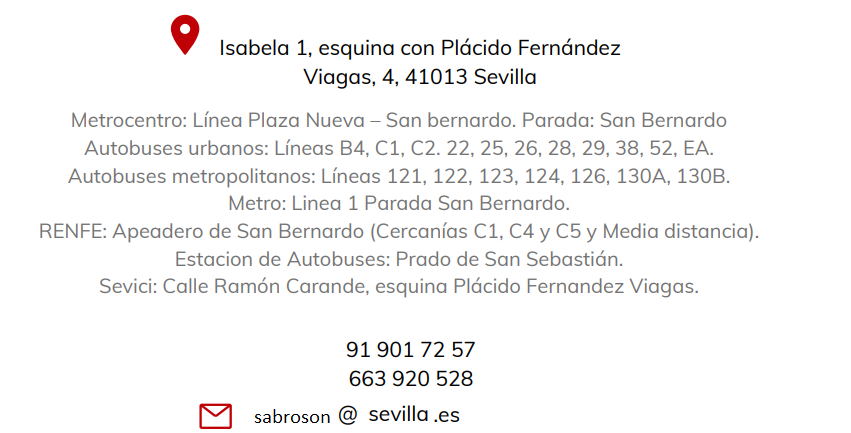 Isabela 1, esquina con Plácido Fernández
Viagas, 4, 41013 Sevilla
Metrocentro: Línea Plaza Nueva – San bernardo. Parada: San Bernardo
Autobuses urbanos: Líneas B4, C1, C2. 22, 25, 26, 28, 29, 38, 52, EA.
Autobuses metropolitanos: Líneas 121, 122, 123, 124, 126, 130A, 130B.
Metro: Linea 1 Parada San Bernardo.
RENFE: Apeadero de San Bernardo (Cercanías C1, C4 y C5 y Media distancia).
Estacion de Autobuses: Prado de San Sebastián.
Sevici: Calle Ramón Carande, esquina Plácido Fernandez Viagas.
91 901 72 57
663 920 528
sabroson @ sevilla .es